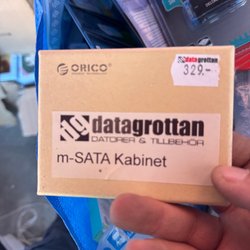 ORICO
datagrottan
329.-
datagrottan
DATORER & TILLBEHÖR
m-SATA Kabinet